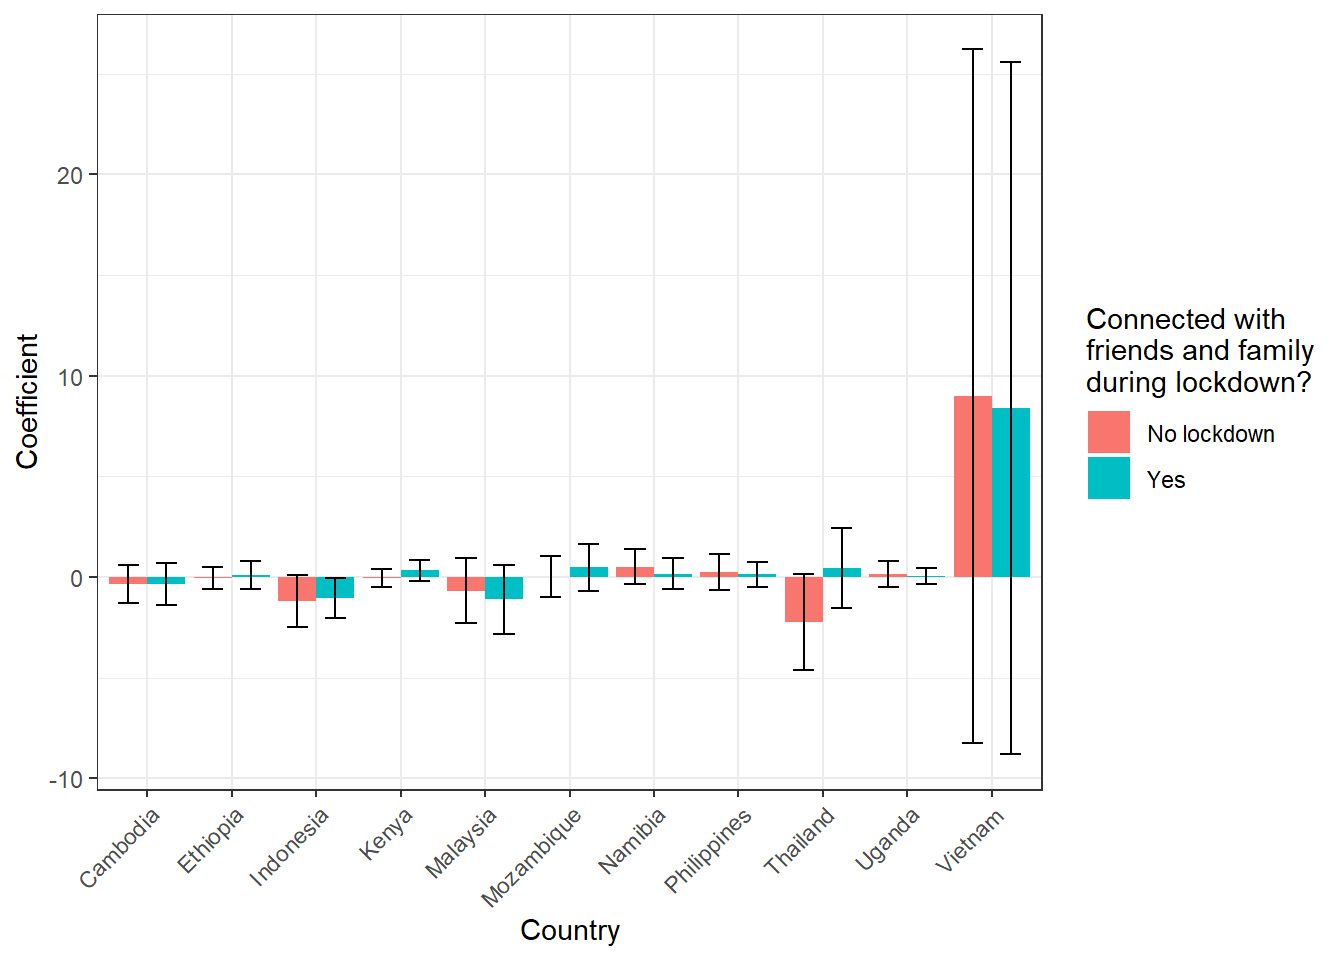 20
10
0
-10
Coefficient
Cambodia
Ethiopia
Indonesia
Kenya
Malaysia
Mozambique
Namibia
Philippines
Thailand
Uganda
Vietnam
Country
Connected with
friends and family
during lockdown?
No lockdown
Yes